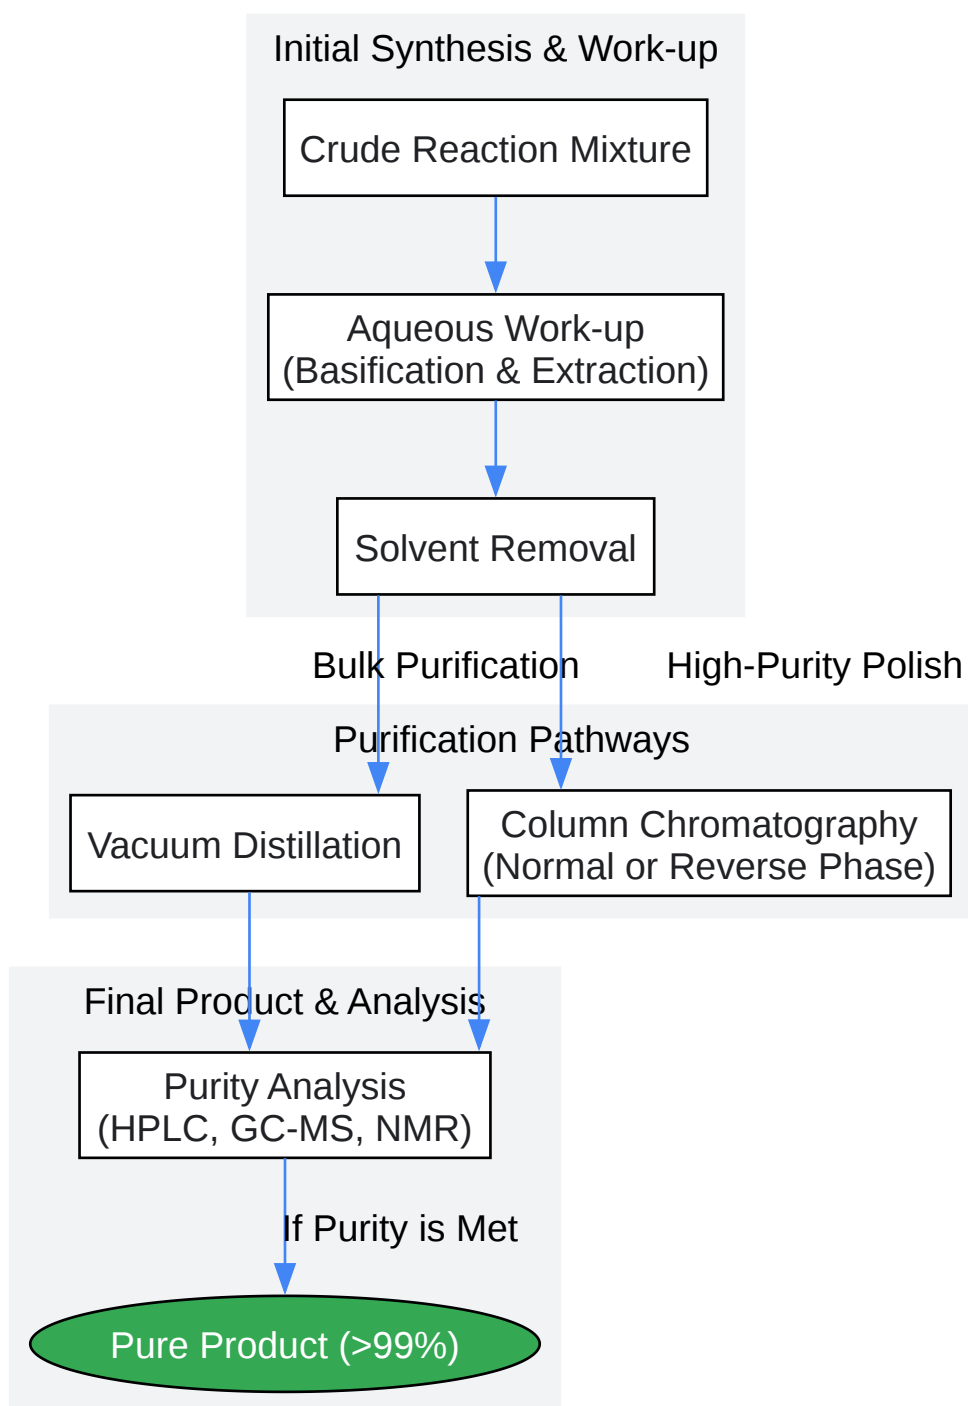 Initial Synthesis & Work-up
Crude Reaction Mixture
Aqueous Work-up
(Basification & Extraction)
Solvent Removal
Bulk Purification
High-Purity Polish
Purification Pathways
Vacuum Distillation
Column Chromatography
(Normal or Reverse Phase)
Final Product & Analysis
Purity Analysis
(HPLC, GC-MS, NMR)
If Purity is Met
Pure Product (>99%)